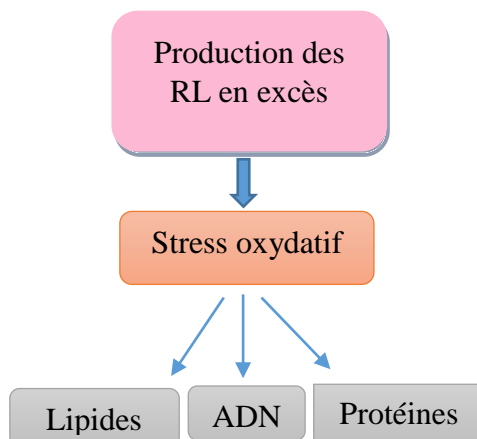 Production des
RL en excès
Stress oxydatif
Lipides
ADN
Protéines